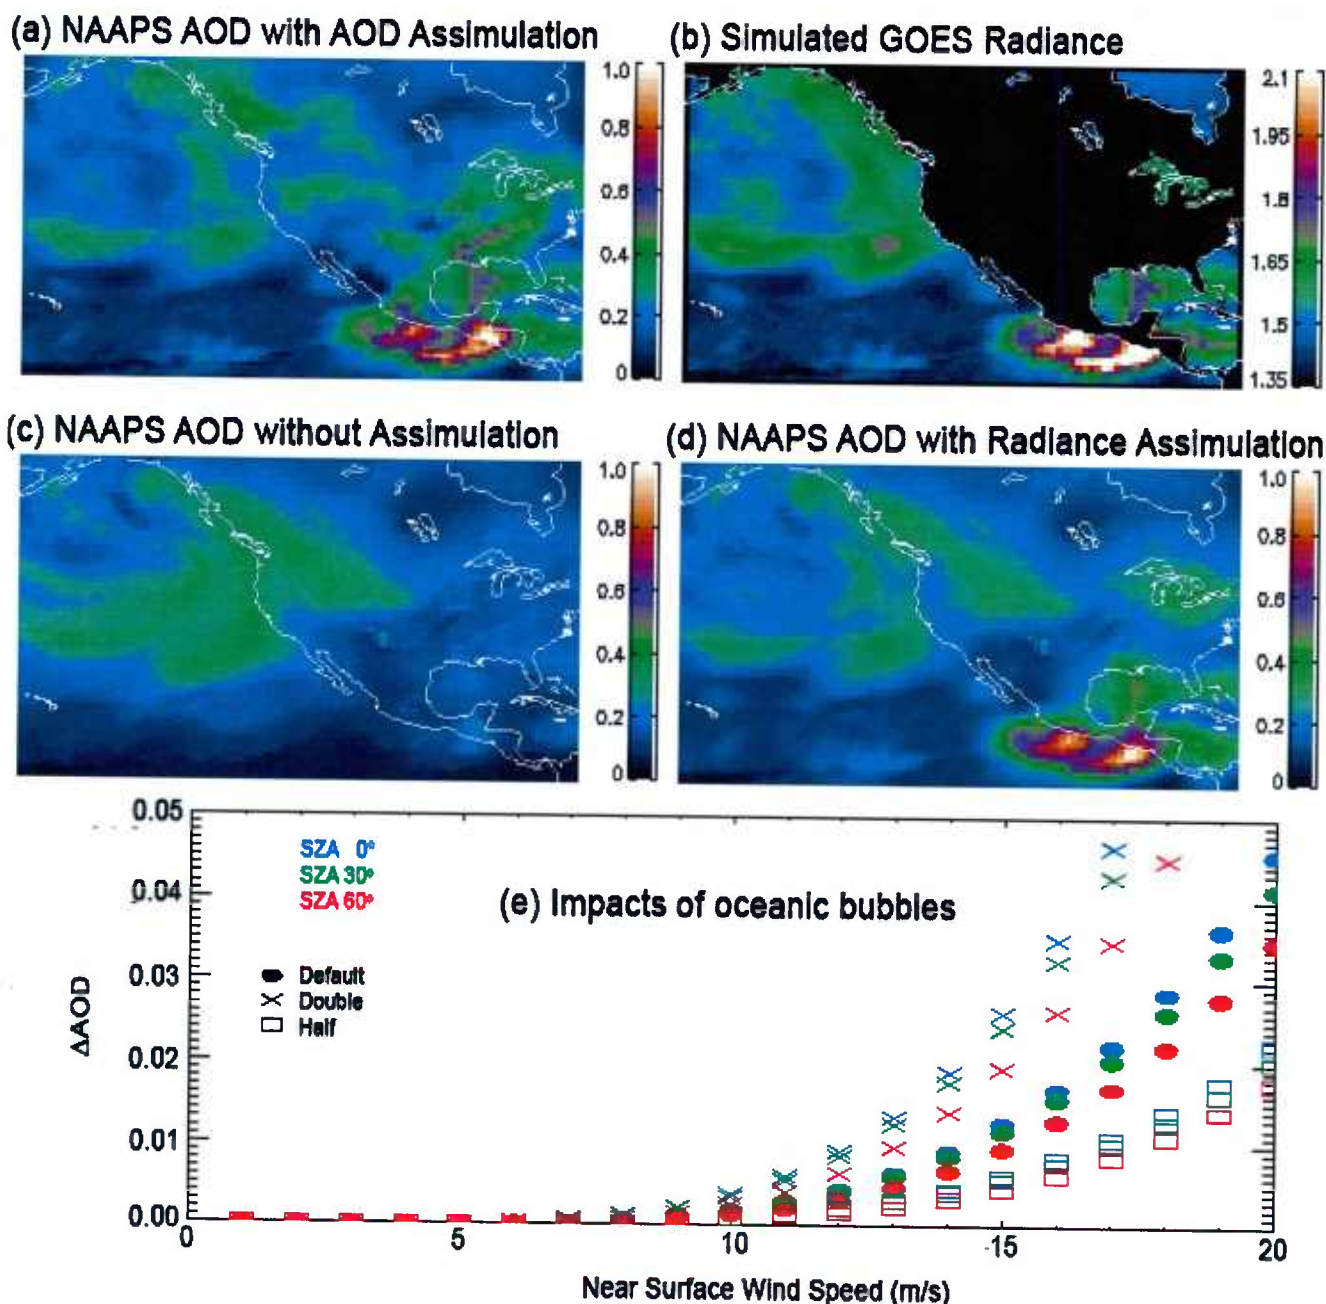 (a) NAAPS AOD with AOD Assimulation
(b) Simulated GOES Radiance
1.0
0.8
0.6
0.4
0.2
0
2.1
1.95
1.8
1.65
1.5
1.35
(c) NAAPS AOD without Assimulation
(d) NAAPS AOD with Radiance Assimulation
1.0
0.8
0.6
0.4
0.2
0
1.0
0.8
0.6
0.4
0.2
0
(e) Impacts of oceanic bubbles
SZA 0°
SZA 30°
SZA 60°
Default
Double
Half
ΔAOD
0.05
0.04
0.03
0.02
0.01
0.00
0
5
10
15
20
Near Surface Wind Speed (m/s)